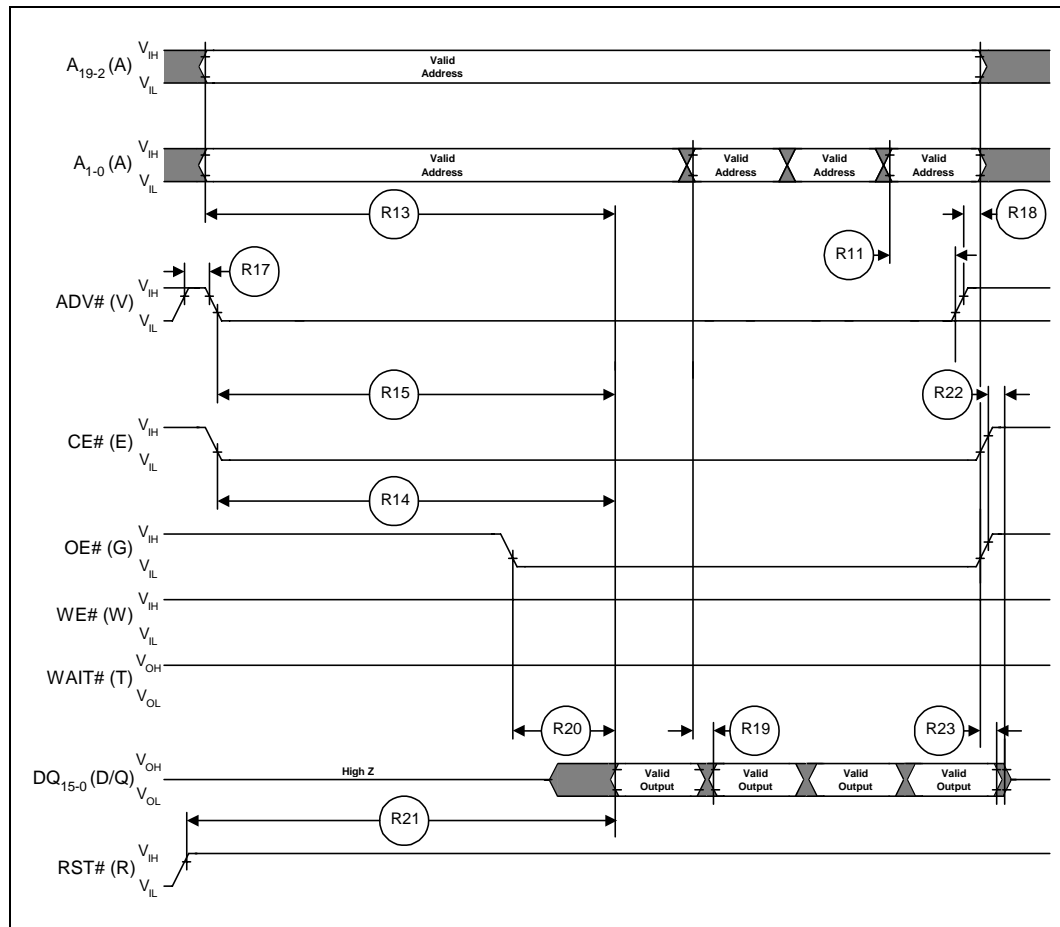 A19-2 (A) VIH
VIL
Valid
Address
A1-0 (A) VIH
VIL
Valid
Address
Valid
Address
Valid
Address
Valid
Address
R13
R18
R11
R17
ADV# (V) VIH
VIL
R15
R22
CE# (E) VIH
VIL
R14
OE# (G) VIH
VIL
WE# (W) VIH
VIL
WAIT# (T) VOH
VOL
R20
R19
R23
DQ15-0 (D/Q) VOH
VOL
High Z
Valid
Output
Valid
Output
Valid
Output
Valid
Output
R21
RST# (R) VIH
VIL